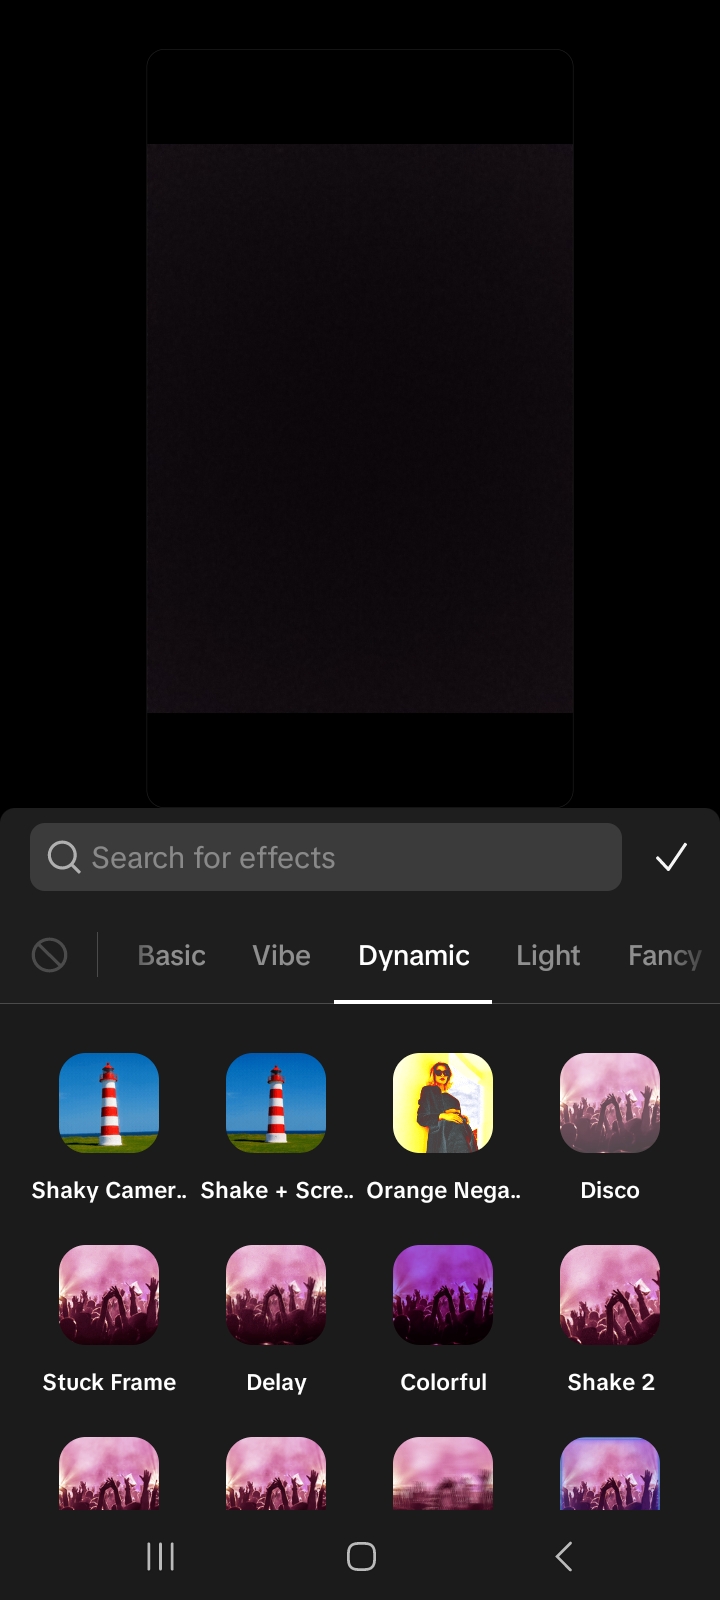 Search for effects
Basic Vibe Dynamic Light Fancy
Shaky Camer.. Shake + Scre.. Orange Nega.. Disco
Stuck Frame Delay Colorful Shake 2